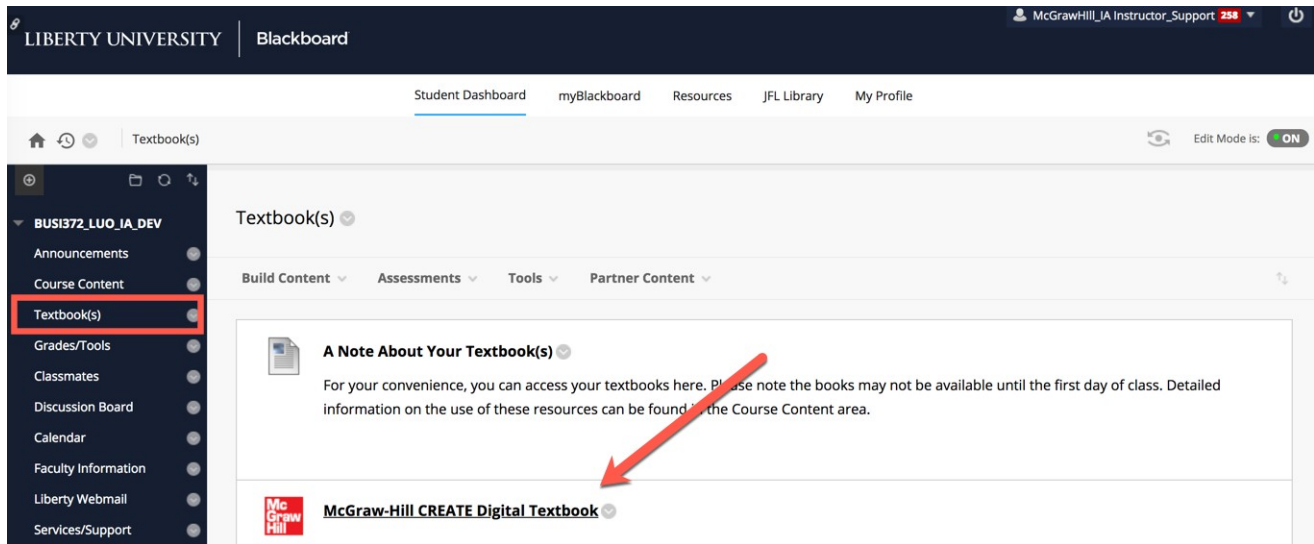 McGrawHill_IA Instructor_Support 258
LIBERTY UNIVERSITY Blackboard
Student Dashboard myBlackboard Resources JFL Library My Profile
Textbook(s)
Edit Mode is: ON
BUSI372_LUO_IA_DEV
Announcements
Course Content
Textbook(s)
Grades/Tools
Classmates
Discussion Board
Calendar
Faculty Information
Liberty Webmail
Services/Support
Textbook(s)
Build Content Assessments Tools Partner Content
A Note About Your Textbook(s)
For your convenience, you can access your textbooks here. Please note the books may not be available until the first day of class. Detailed
information on the use of these resources can be found in the Course Content area.
Mc
Graw
Hill
McGraw-Hill CREATE Digital Textbook